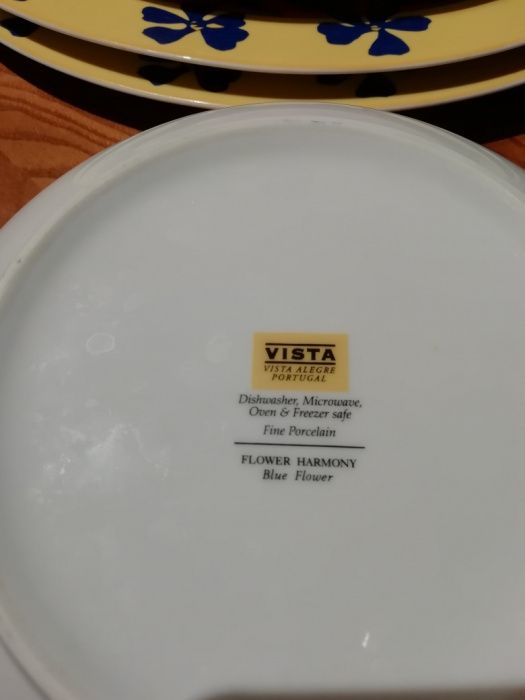 VISTA
VISTA ALEGRE
PORTUGAL
Dishwasher, Microwave,
Oven & Freezer safe
Fine Porcelain
FLOWER HARMONY
Blue Flower